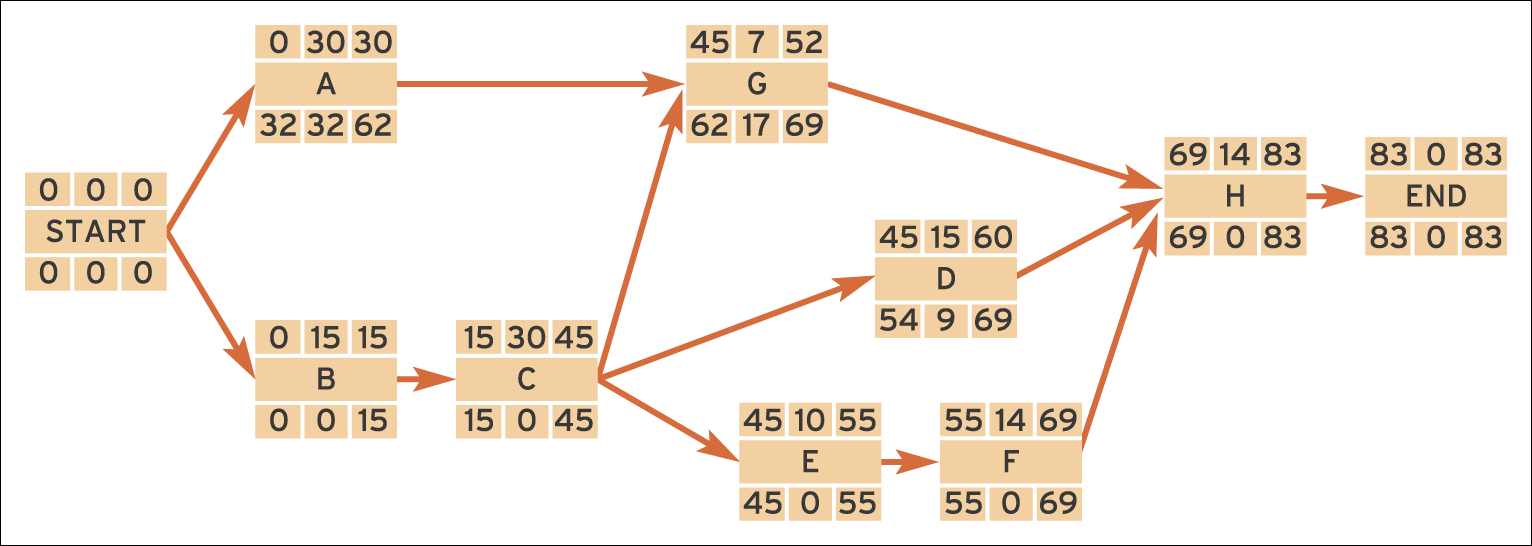 0 0 0
START
0 0 0
0 30 30
A
32 32 62
0 15 15
B
0 0 15
15 30 45
C
15 0 45
45 7 52
G
62 17 69
45 15 60
D
54 9 69
45 10 55
E
45 0 55
55 14 69
F
55 0 69
69 14 83
H
69 0 83
83 0 83
END
83 0 83